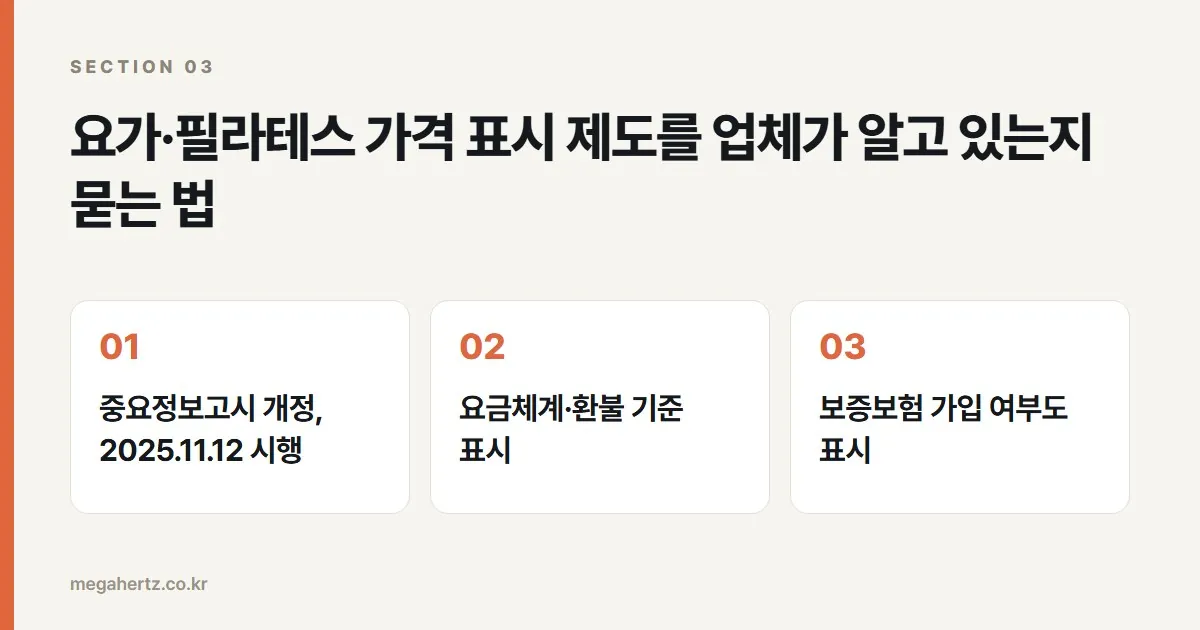 SECTION 03
요가·필라테스 가격 표시 제도를 업체가 알고 있는지
묻는 법
01
중요정보고시 개정,
2025.11.12 시행
02
요금체계·환불 기준
표시
03
보증보험 가입 여부도
표시
megahertz.co.kr